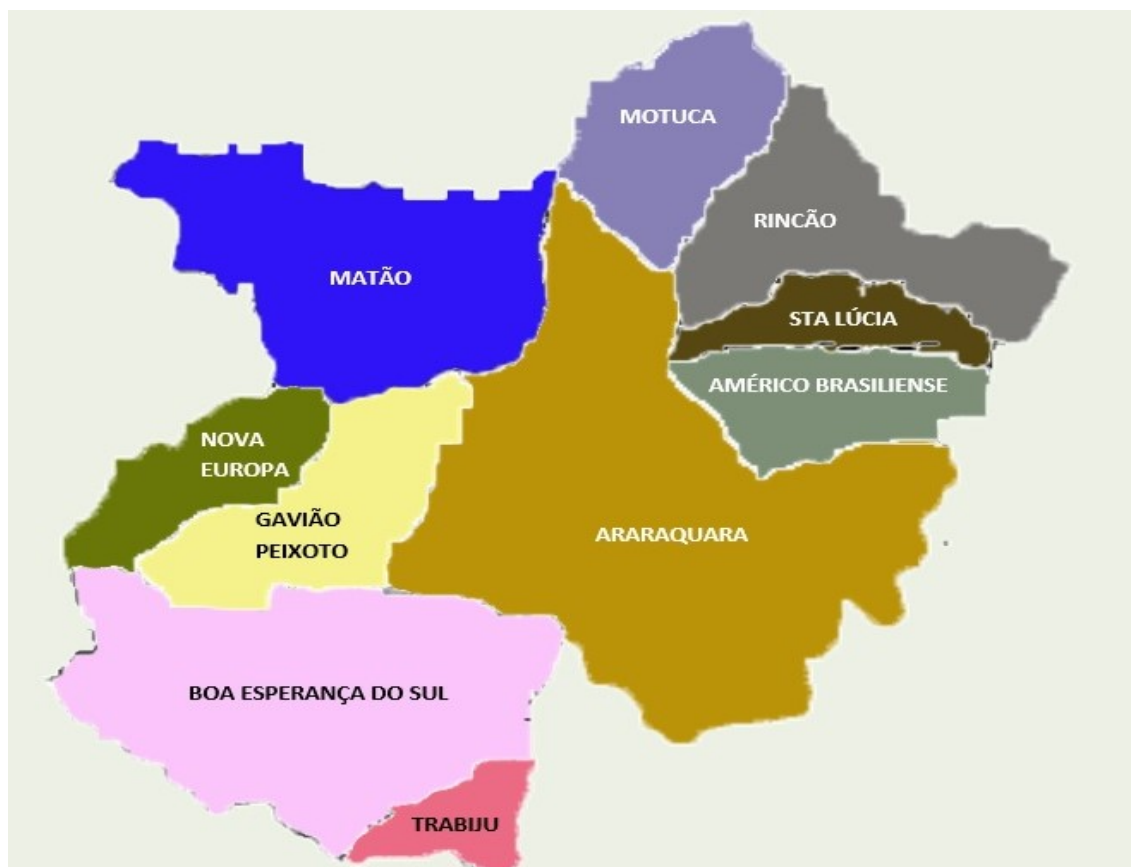 MOTUCA
RINCÃO
MATÃO
STA LÚCIA
AMÉRICO BRASILIENSE
NOVA
EUROPA
GAVIÃO
PEIXOTO
ARARAQUARA
BOA ESPERANÇA DO SUL
TRABIJU